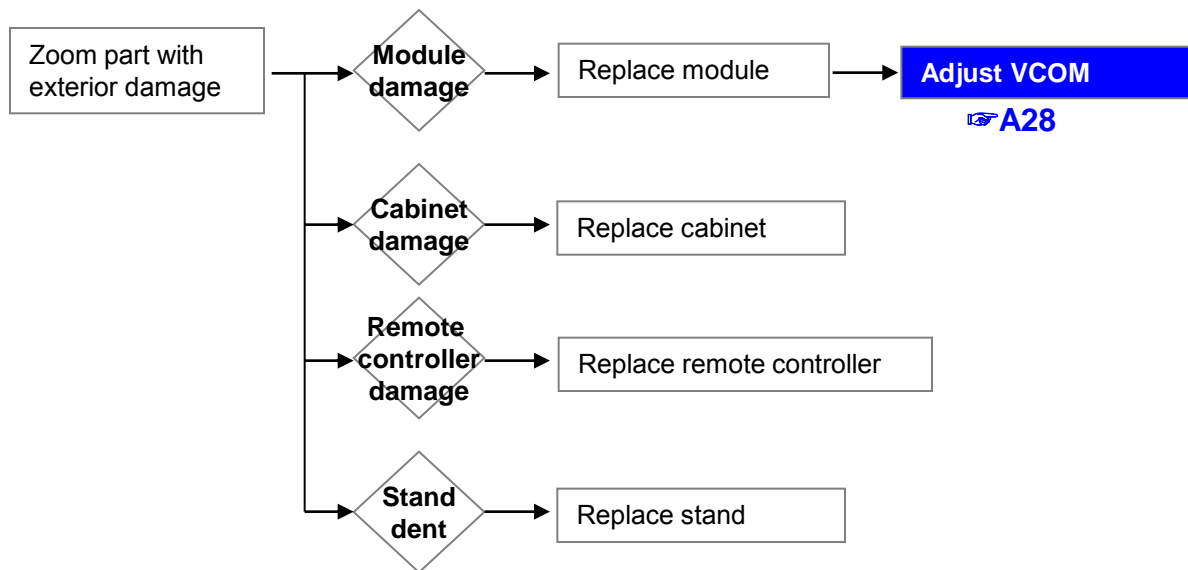 Zoom part with
exterior damage
Module
damage
Replace module
Adjust VCOM
☞A28
Cabinet
damage
Replace cabinet
Remote
controller
damage
Replace remote controller
Stand
dent
Replace stand